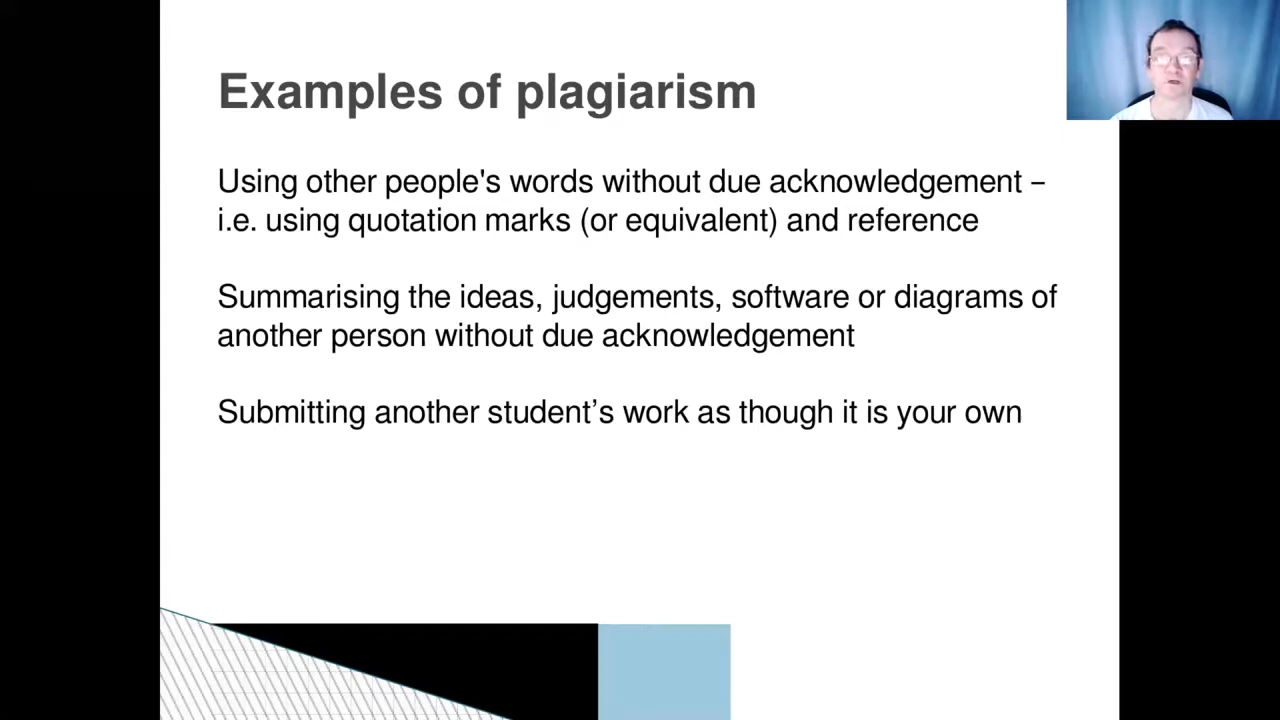 Examples of plagiarism
Using other people's words without due acknowledgement –
i.e. using quotation marks (or equivalent) and reference
Summarising the ideas, judgements, software or diagrams of
another person without due acknowledgement
Submitting another student’s work as though it is your own